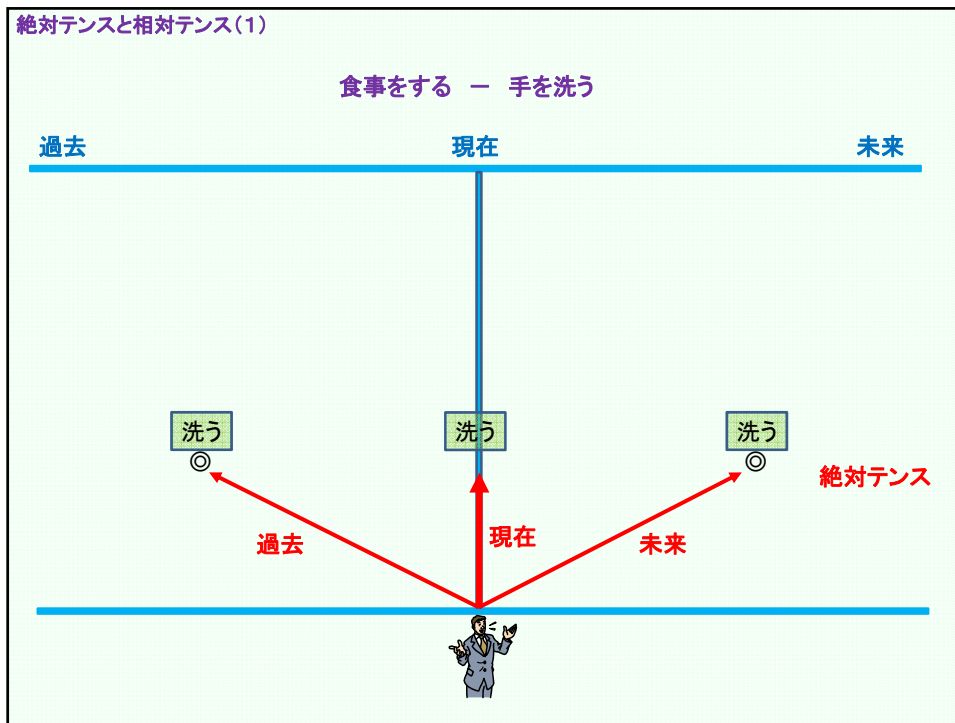 絶対テンスと相対テンス(1)
食事をする － 手を洗う
過去 現在 未来
洗う 洗う 洗う
絶対テンス
過去 現在 未来